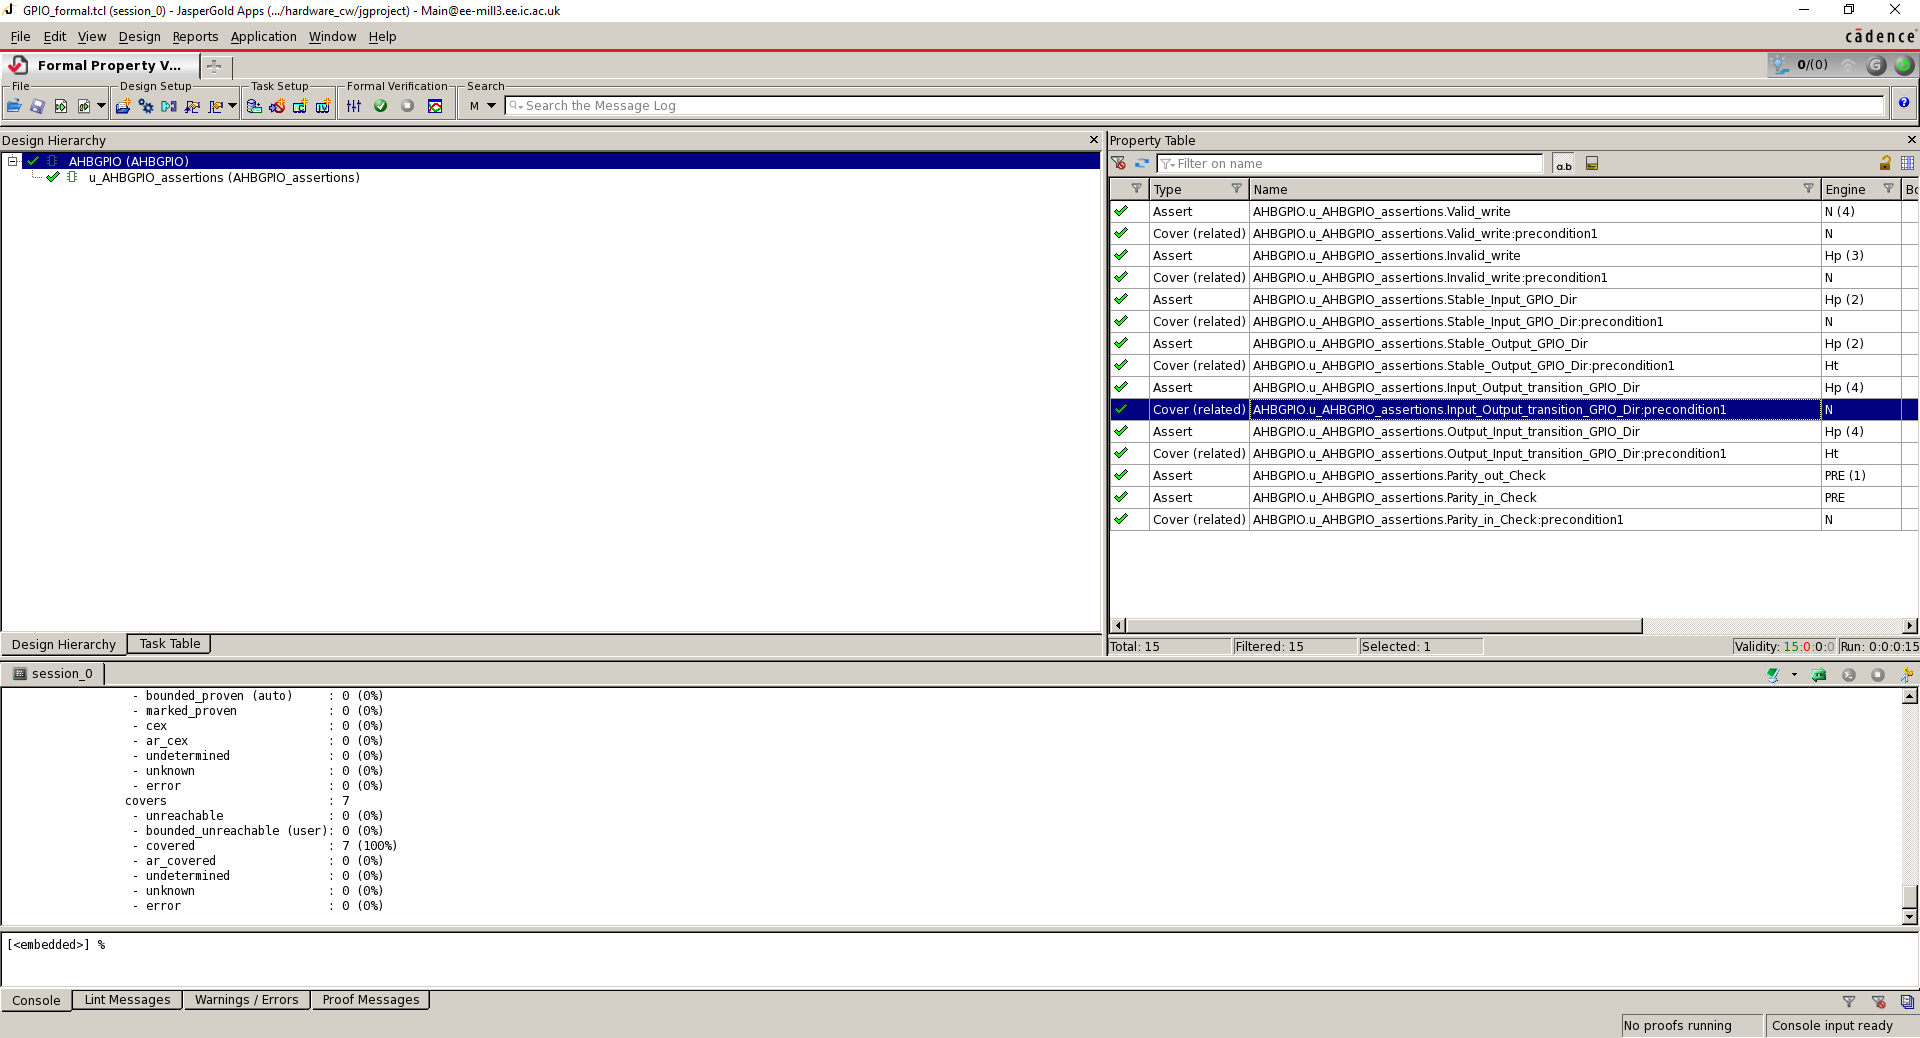 GPIO_formal.tcl (session_0) - JasperGold Apps (.../hardware_cw/jgproject) - Main@ee-mill3.ee.ic.ac.uk
File Edit View Design Reports Application Window Help
cādence
Formal Property V...
0/(0)
File Design Setup Task Setup Formal Verification Search
M Search the Message Log
Design Hierarchy
AHBGPIO (AHBGPIO)
u_AHBGPIO_assertions (AHBGPIO_assertions)
Design Hierarchy Task Table
Property Table
Filter on name
a.b
Type Name Engine Bo
Assert AHBGPIO.u_AHBGPIO_assertions.Valid_write N (4)
Cover (related) AHBGPIO.u_AHBGPIO_assertions.Valid_write:precondition1 N
Assert AHBGPIO.u_AHBGPIO_assertions.Invalid_write Hp (3)
Cover (related) AHBGPIO.u_AHBGPIO_assertions.Invalid_write:precondition1 N
Assert AHBGPIO.u_AHBGPIO_assertions.Stable_Input_GPIO_Dir Hp (2)
Cover (related) AHBGPIO.u_AHBGPIO_assertions.Stable_Input_GPIO_Dir:precondition1 N
Assert AHBGPIO.u_AHBGPIO_assertions.Stable_Output_GPIO_Dir Hp (2)
Cover (related) AHBGPIO.u_AHBGPIO_assertions.Stable_Output_GPIO_Dir:precondition1 Ht
Assert AHBGPIO.u_AHBGPIO_assertions.Input_Output_transition_GPIO_Dir Hp (4)
Cover (related) AHBGPIO.u_AHBGPIO_assertions.Input_Output_transition_GPIO_Dir:precondition1 N
Assert AHBGPIO.u_AHBGPIO_assertions.Output_Input_transition_GPIO_Dir Hp (4)
Cover (related) AHBGPIO.u_AHBGPIO_assertions.Output_Input_transition_GPIO_Dir:precondition1 Ht
Assert AHBGPIO.u_AHBGPIO_assertions.Parity_out_Check PRE (1)
Assert AHBGPIO.u_AHBGPIO_assertions.Parity_in_Check PRE
Cover (related) AHBGPIO.u_AHBGPIO_assertions.Parity_in_Check:precondition1 N
Total: 15 Filtered: 15 Selected: 1 Validity: 15:0:0:0 Run: 0:0:0:15
session_0
- bounded_proven (auto) : 0 (0%)
- marked_proven : 0 (0%)
- cex : 0 (0%)
- ar_cex : 0 (0%)
- undetermined : 0 (0%)
- unknown : 0 (0%)
- error : 0 (0%)
covers : 7
- unreachable : 0 (0%)
- bounded_unreachable (user): 0 (0%)
- covered : 7 (100%)
- ar_covered : 0 (0%)
- undetermined : 0 (0%)
- unknown : 0 (0%)
- error : 0 (0%)
[<embedded>] %
Console Lint Messages Warnings / Errors Proof Messages
No proofs running Console input ready